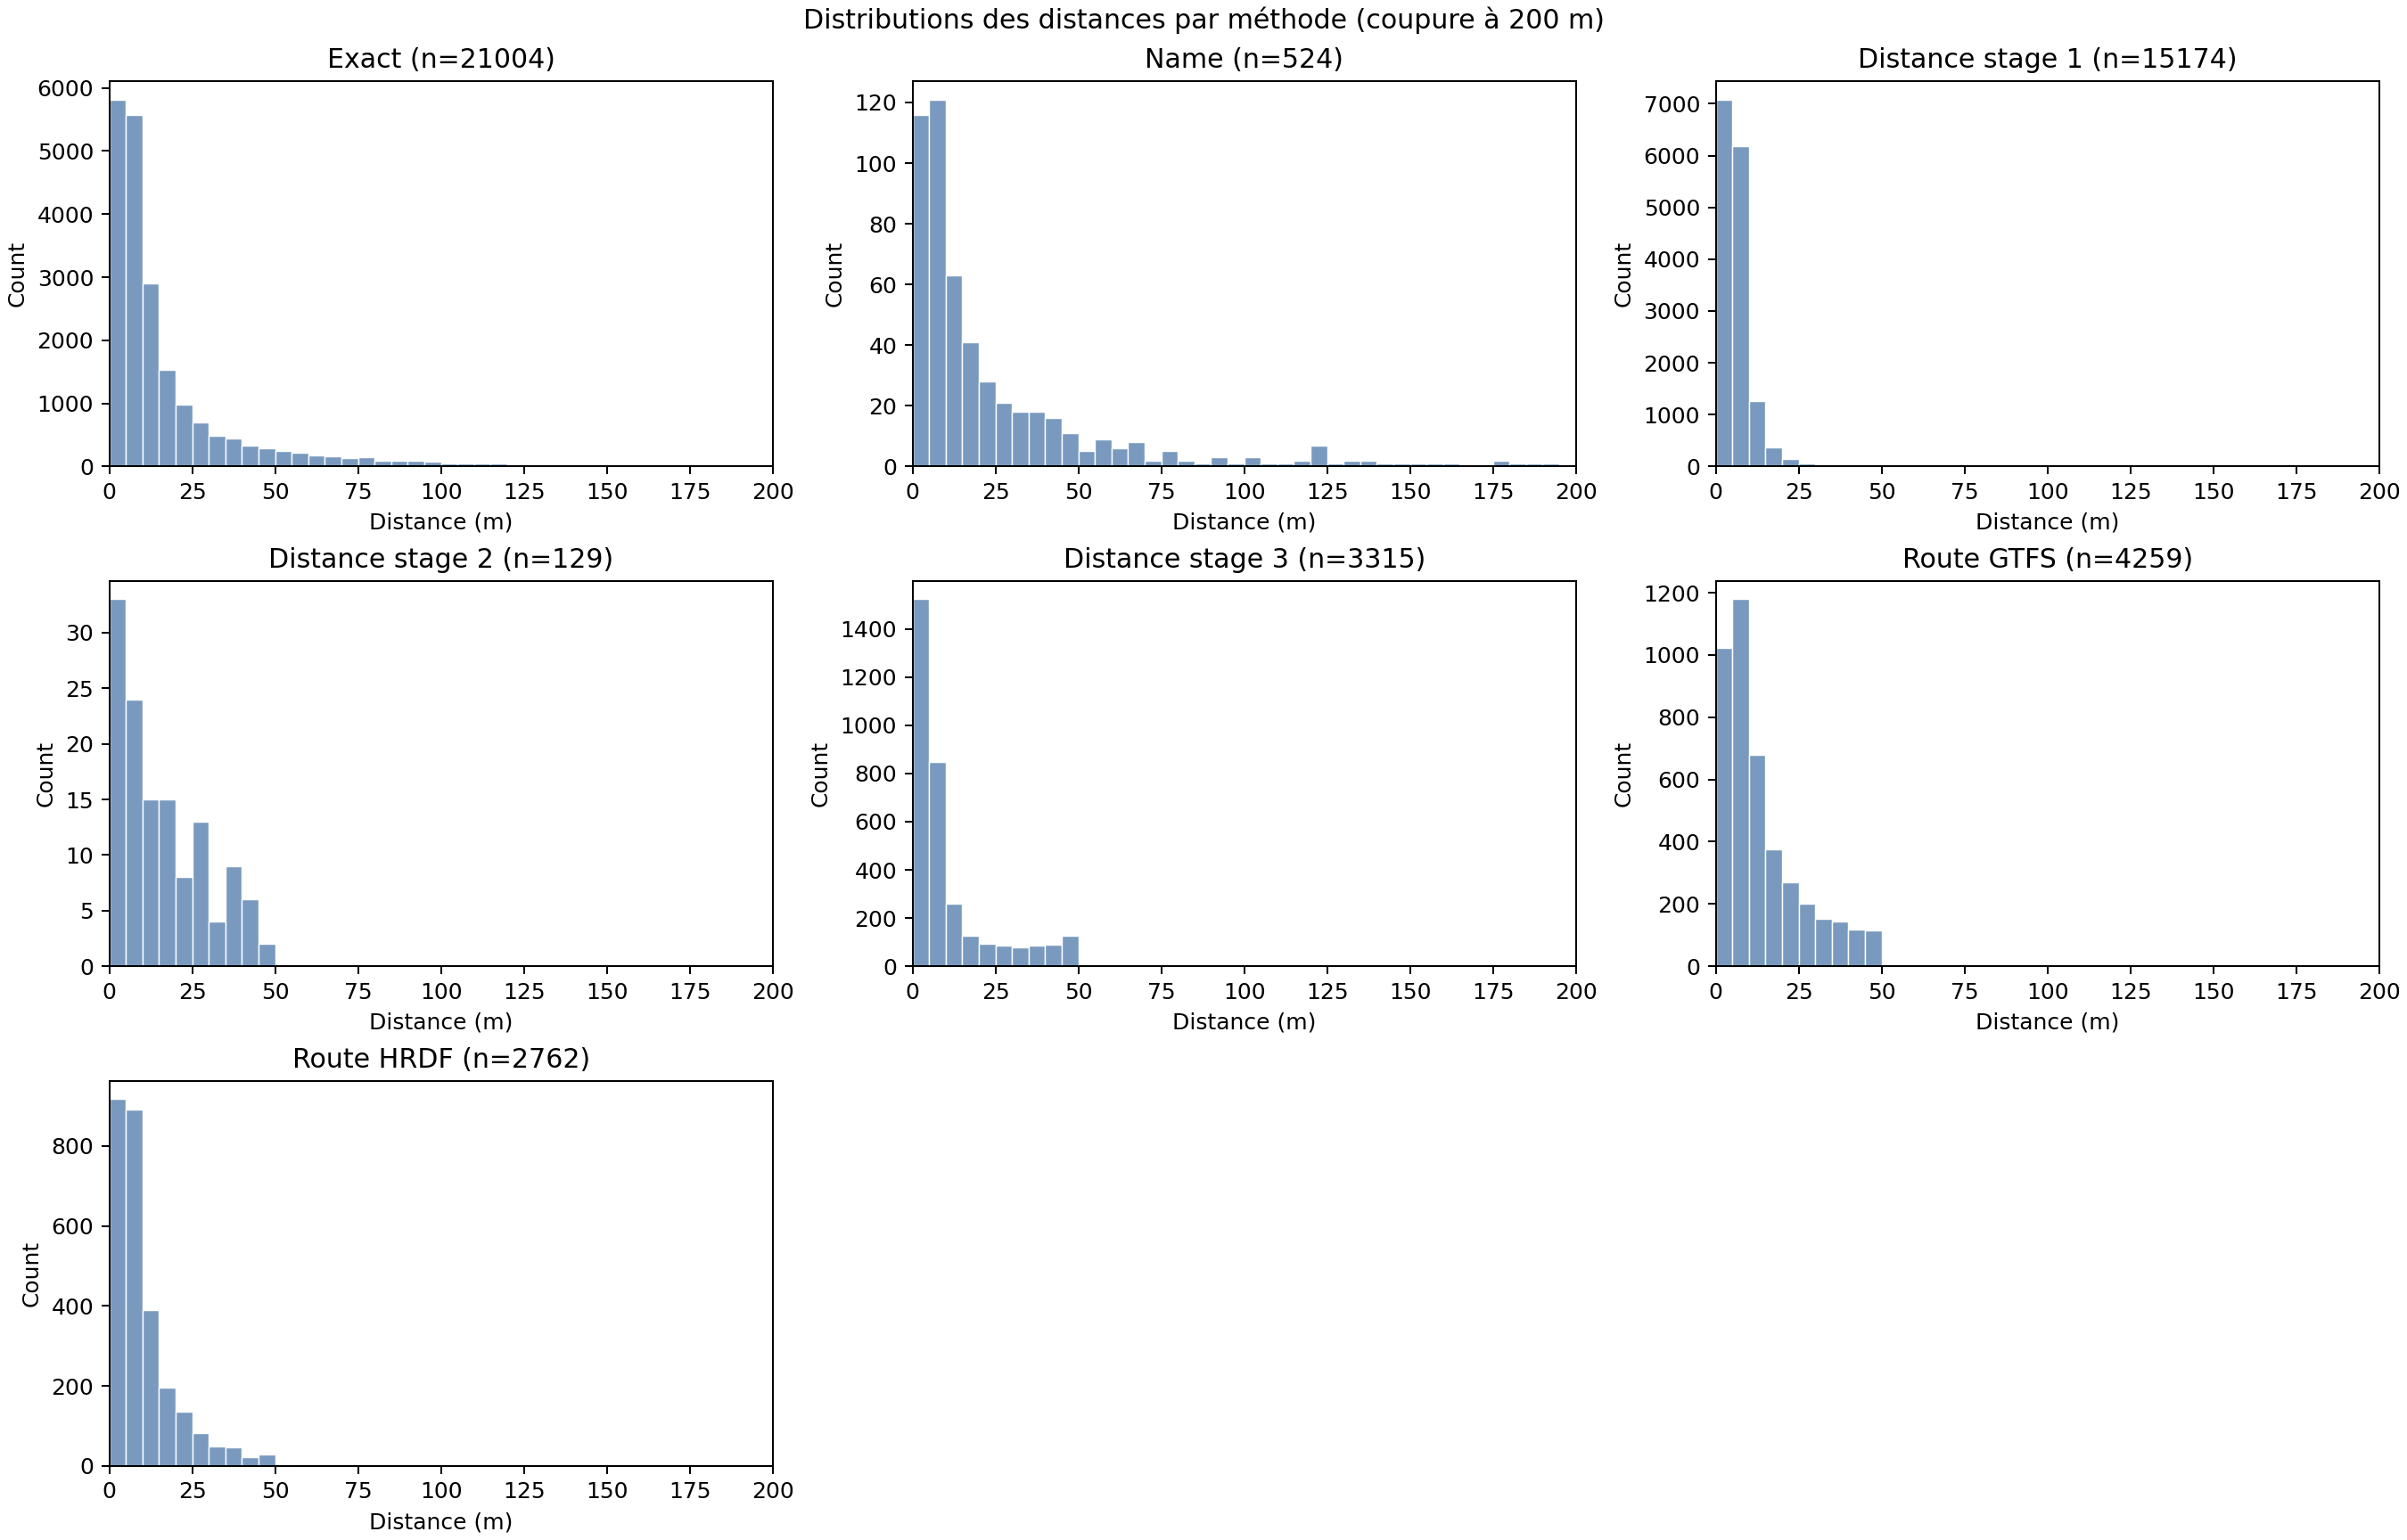 Distributions des distances par méthode (coupure à 200 m)
Exact (n=21004)
Count
6000
5000
4000
3000
2000
1000
0
0 25 50 75 100 125 150 175 200
Distance (m)
Name (n=524)
Count
120
100
80
60
40
20
0
0 25 50 75 100 125 150 175 200
Distance (m)
Distance stage 1 (n=15174)
Count
7000
6000
5000
4000
3000
2000
1000
0
0 25 50 75 100 125 150 175 200
Distance (m)
Distance stage 2 (n=129)
Count
30
25
20
15
10
5
0
0 25 50 75 100 125 150 175 200
Distance (m)
Distance stage 3 (n=3315)
Count
1400
1200
1000
800
600
400
200
0
0 25 50 75 100 125 150 175 200
Distance (m)
Route GTFS (n=4259)
Count
1200
1000
800
600
400
200
0
0 25 50 75 100 125 150 175 200
Distance (m)
Route HRDF (n=2762)
Count
800
600
400
200
0
0 25 50 75 100 125 150 175 200
Distance (m)